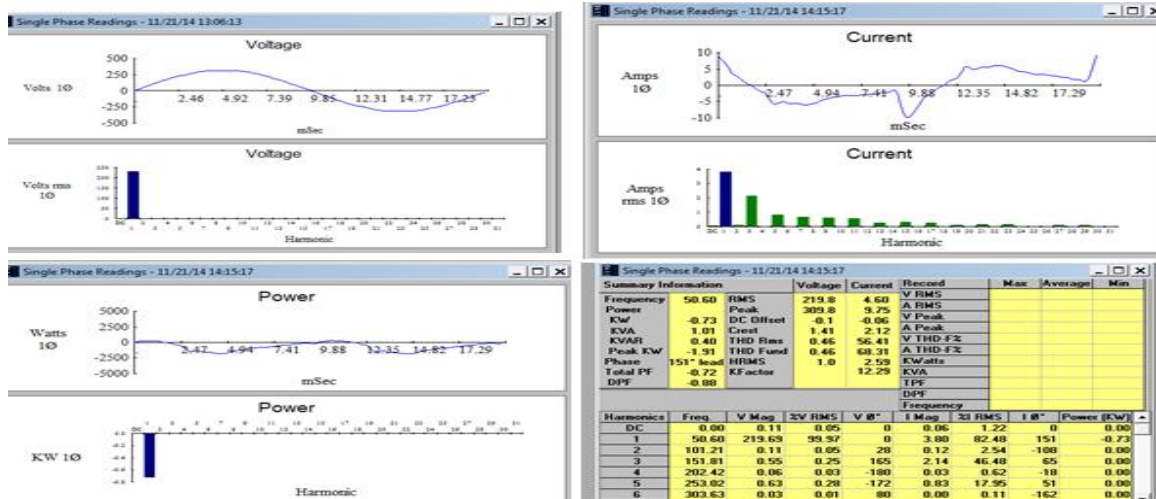 Single Phase Readings - 11/21/14 13:06:13
Voltage
500
250
Volts 1Ø
0
-250
-500
2.46 4.92 7.39 9.85 12.31 14.77 17.23
mSec
Voltage
Volts rms
1Ø
Harmonic
Single Phase Readings - 11/21/14 14:15:17
Current
10
5
Amps
1Ø
0
-5
-10
2.47 4.94 7.41 9.88 12.35 14.82 17.29
mSec
Current
Amps
rms 1Ø
Harmonic
Single Phase Readings - 11/21/14 14:15:17
Power
5000
2500
Watts
1Ø
0
-2500
-5000
2.47 4.94 7.41 9.88 12.35 14.82 17.29
mSec
Power
KW 1Ø
Harmonic
Single Phase Readings - 11/21/14 14:15:17
Summary Information Voltage Current Record Max Average Min
Frequency 50.60 RMS 219.8 4.60 V RMS
Power Peak 309.8 9.75 A RMS
KW -0.73 DC Offset -0.1 -0.06 V Peak
KVA 1.01 Crest 1.41 2.12 A Peak
KVAR 0.40 THD Rms 0.46 56.41 V THD-F%
Peak KW -1.91 THD Fund 0.46 68.31 A THD-F%
Phase 151° lead HRMS 1.0 2.59 KWatts
Total PF -0.72 KFactor 12.29 KVA
DPF -0.88 TPF
DPF
Frequency
Harmonics Freq. V Mag %V RMS V Ø° I Mag %I RMS I Ø° Power (KW)
DC 0.00 0.11 0.05 0 0.06 1.22 0 0.00
1 50.60 219.69 99.97 0 3.80 82.48 151 -0.73
2 101.21 0.11 0.05 28 0.12 2.54 -108 0.00
3 151.81 0.55 0.25 165 2.14 46.48 65 0.00
4 202.42 0.06 0.03 -180 0.03 0.62 -18 0.00
5 253.02 0.63 0.28 -172 0.83 17.95 51 0.00
6 303.63 0.03 0.01 80 0.00 0.11 -162 0.00